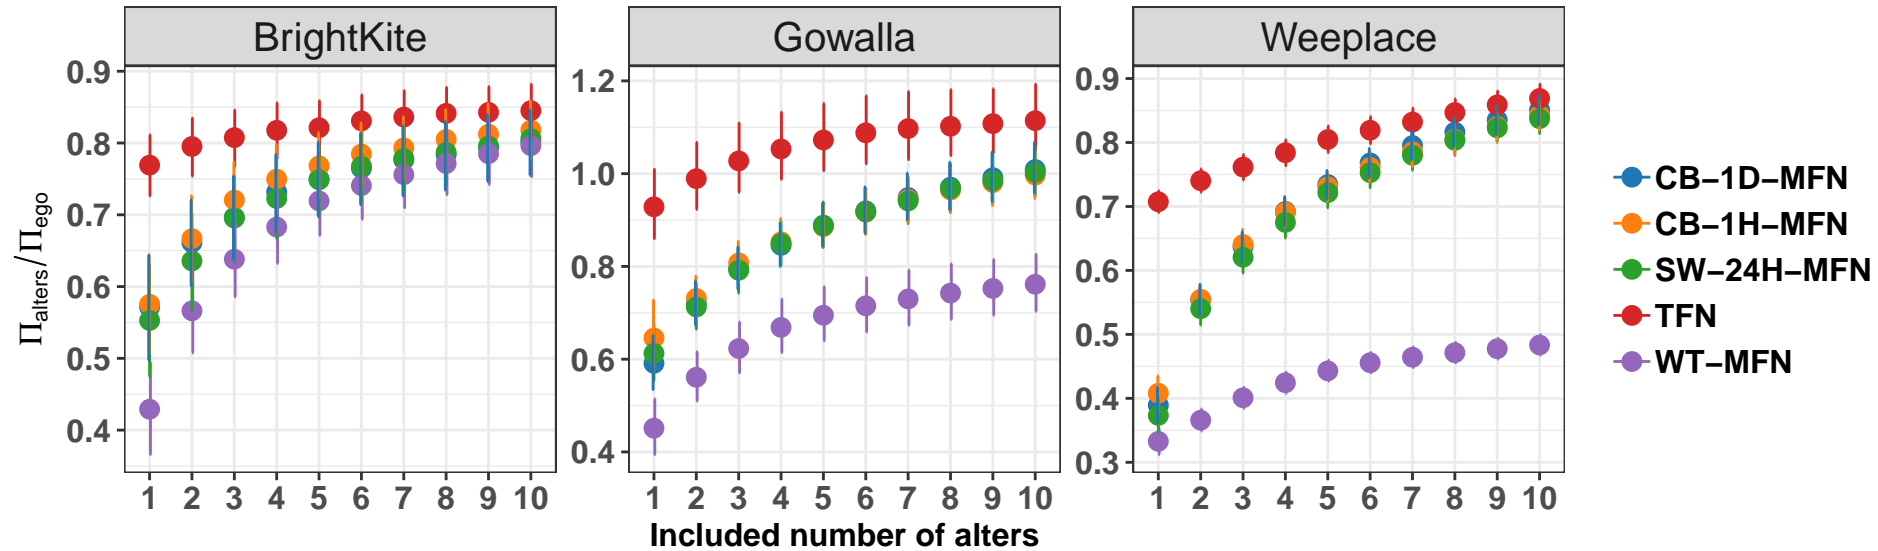 BrightKite Gowalla Weeplace
Πalters/Πego
0.9
0.8
0.7
0.6
0.5
0.4
1 2 3 4 5 6 7 8 9 10
1.2
1.0
0.8
0.6
0.4
1 2 3 4 5 6 7 8 9 10
0.9
0.8
0.7
0.6
0.5
0.4
0.3
1 2 3 4 5 6 7 8 9 10
Included number of alters
CB−1D−MFN
CB−1H−MFN
SW−24H−MFN
TFN
WT−MFN